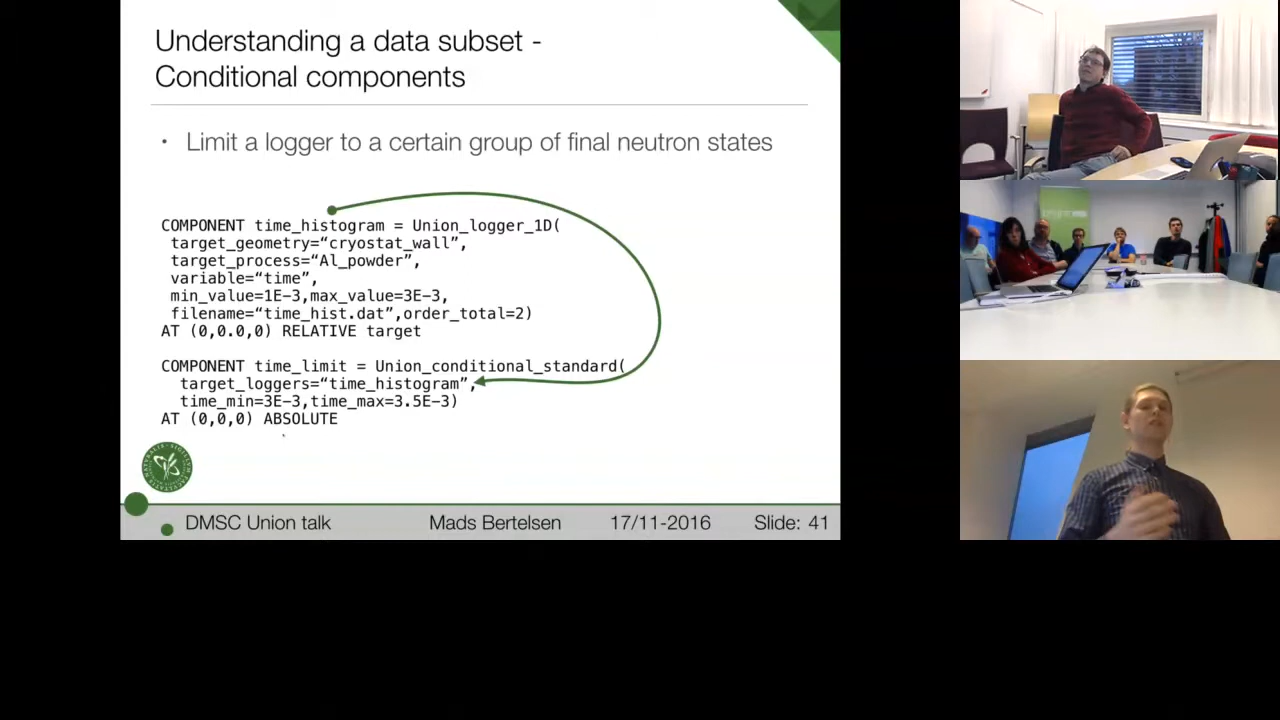 Understanding a data subset -
Conditional components
• Limit a logger to a certain group of final neutron states
COMPONENT time_histogram = Union_logger_1D(
target_geometry=“cryostat_wall”,
target_process=“Al_powder”,
variable=“time”,
min_value=1E−3,max_value=3E−3,
filename=“time_hist.dat”,order_total=2)
AT (0,0.0,0) RELATIVE target
COMPONENT time_limit = Union_conditional_standard(
target_loggers=“time_histogram”,
time_min=3E−3,time_max=3.5E−3)
AT (0,0,0) ABSOLUTE
DMSC Union talk Mads Bertelsen 17/11-2016 Slide: 41